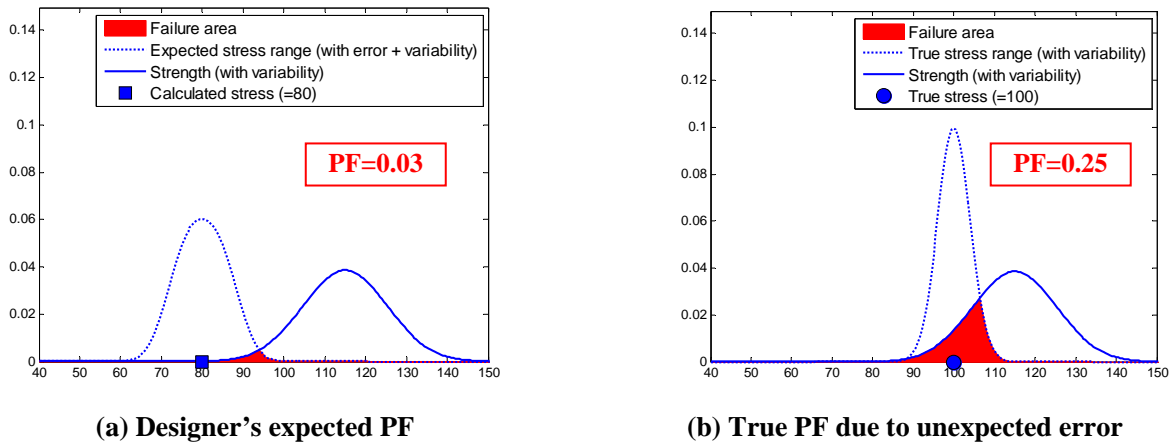 Failure area
Expected stress range (with error + variability)
Strength (with variability)
Calculated stress (=80)
PF=0.03
0.14
0.12
0.1
0.08
0.06
0.04
0.02
0
40 50 60 70 80 90 100 110 120 130 140 150
(a) Designer's expected PF
Failure area
True stress range (with variability)
Strength (with variability)
True stress (=100)
PF=0.25
0.14
0.12
0.1
0.08
0.06
0.04
0.02
0
40 50 60 70 80 90 100 110 120 130 140 150
(b) True PF due to unexpected error